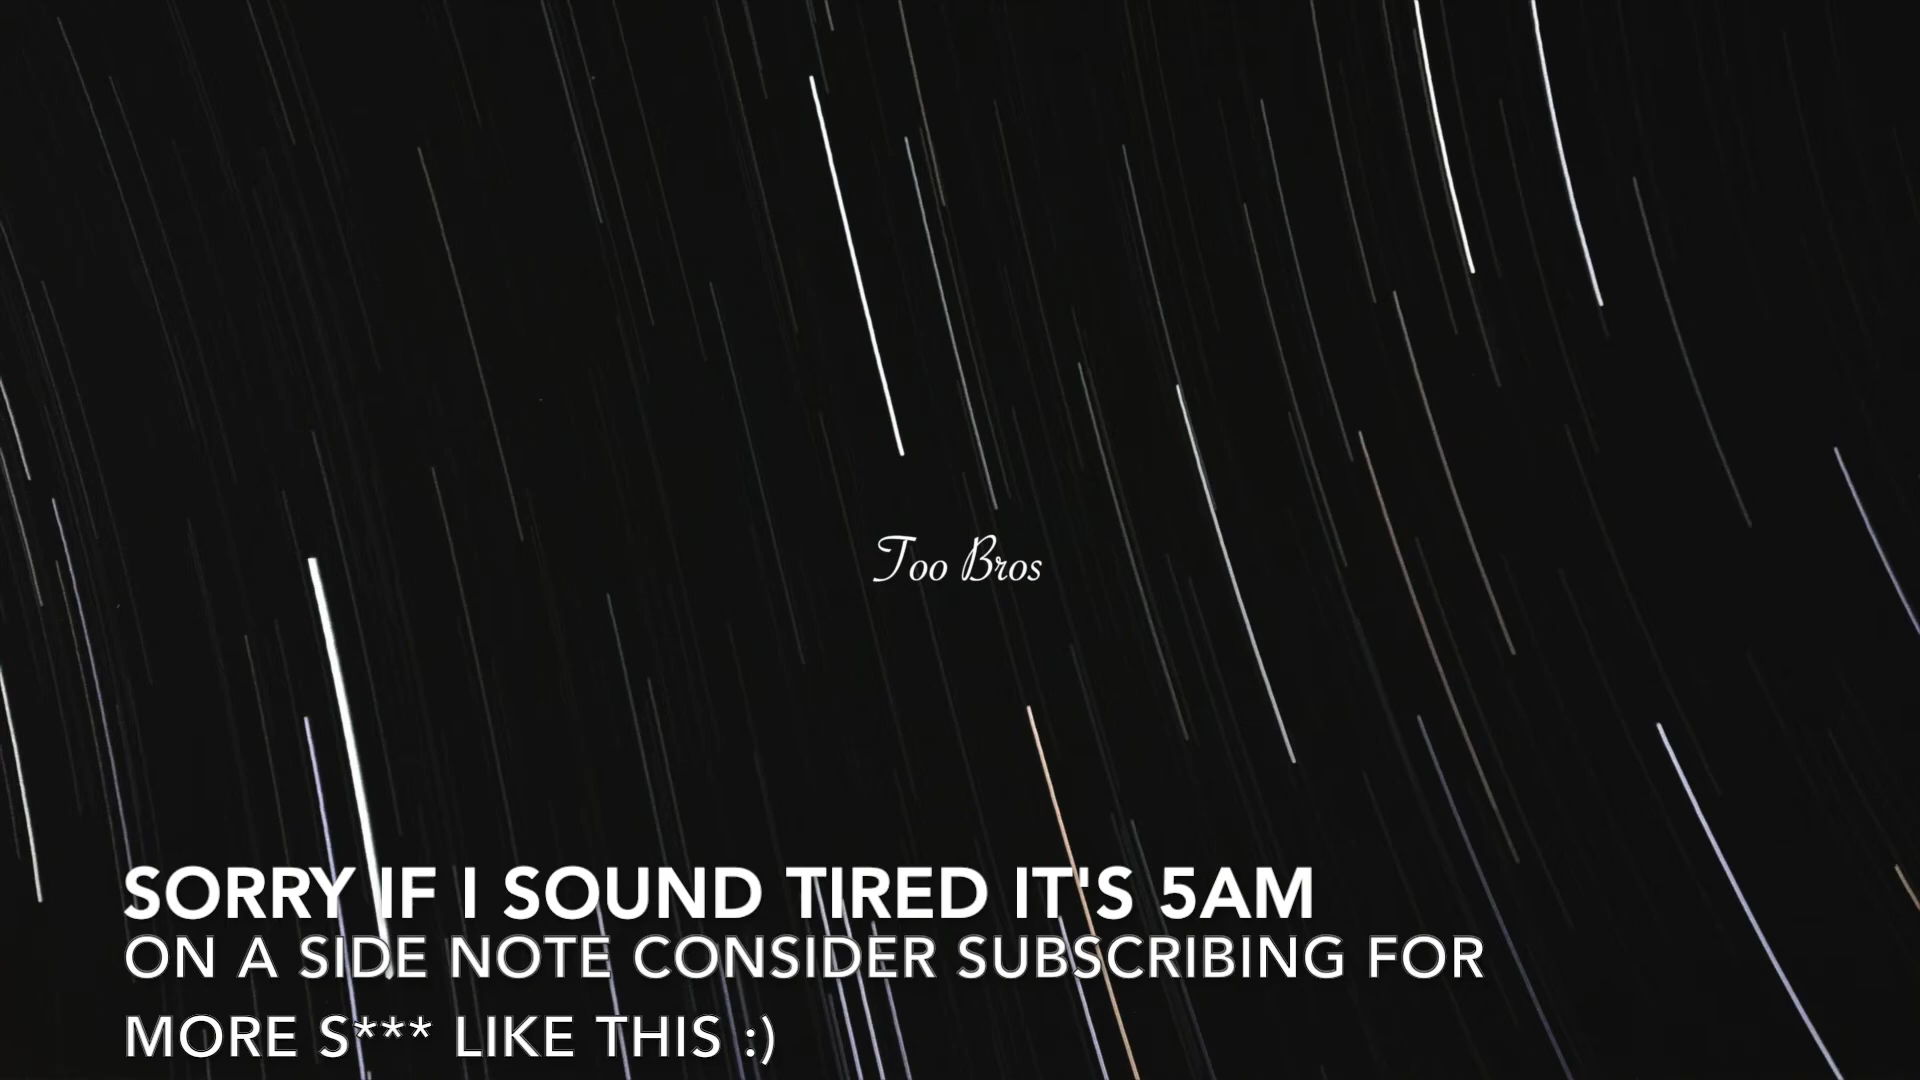 Too Bros
SORRY IF I SOUND TIRED IT'S 5AM
ON A SIDE NOTE CONSIDER SUBSCRIBING FOR
MORE S*** LIKE THIS :)